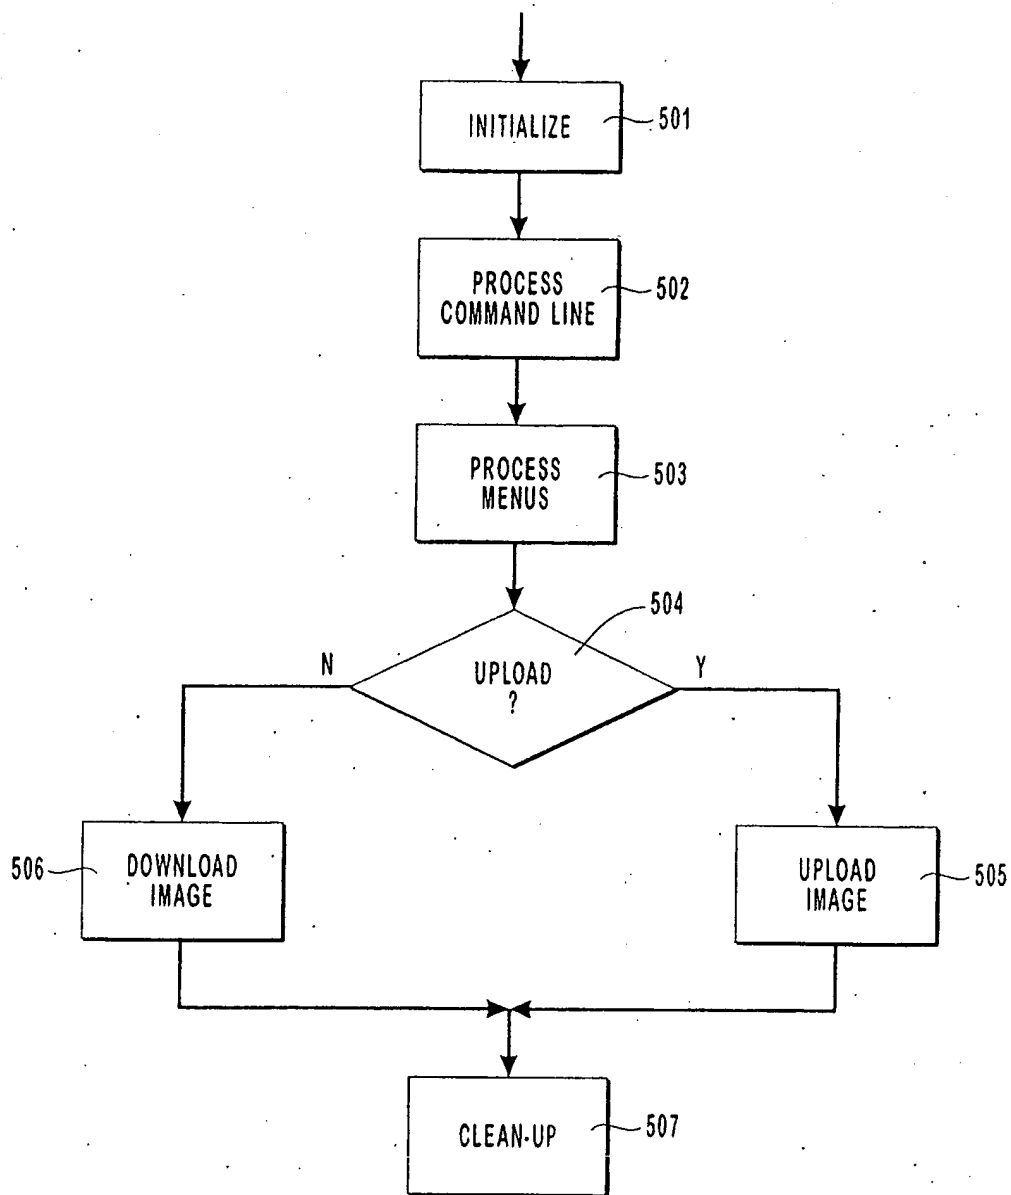 INITIALIZE
501
PROCESS
COMMAND LINE
502
PROCESS
MENUS
503
504
N
UPLOAD
?
Y
506
DOWNLOAD
IMAGE
UPLOAD
IMAGE
505
CLEAN-UP
507